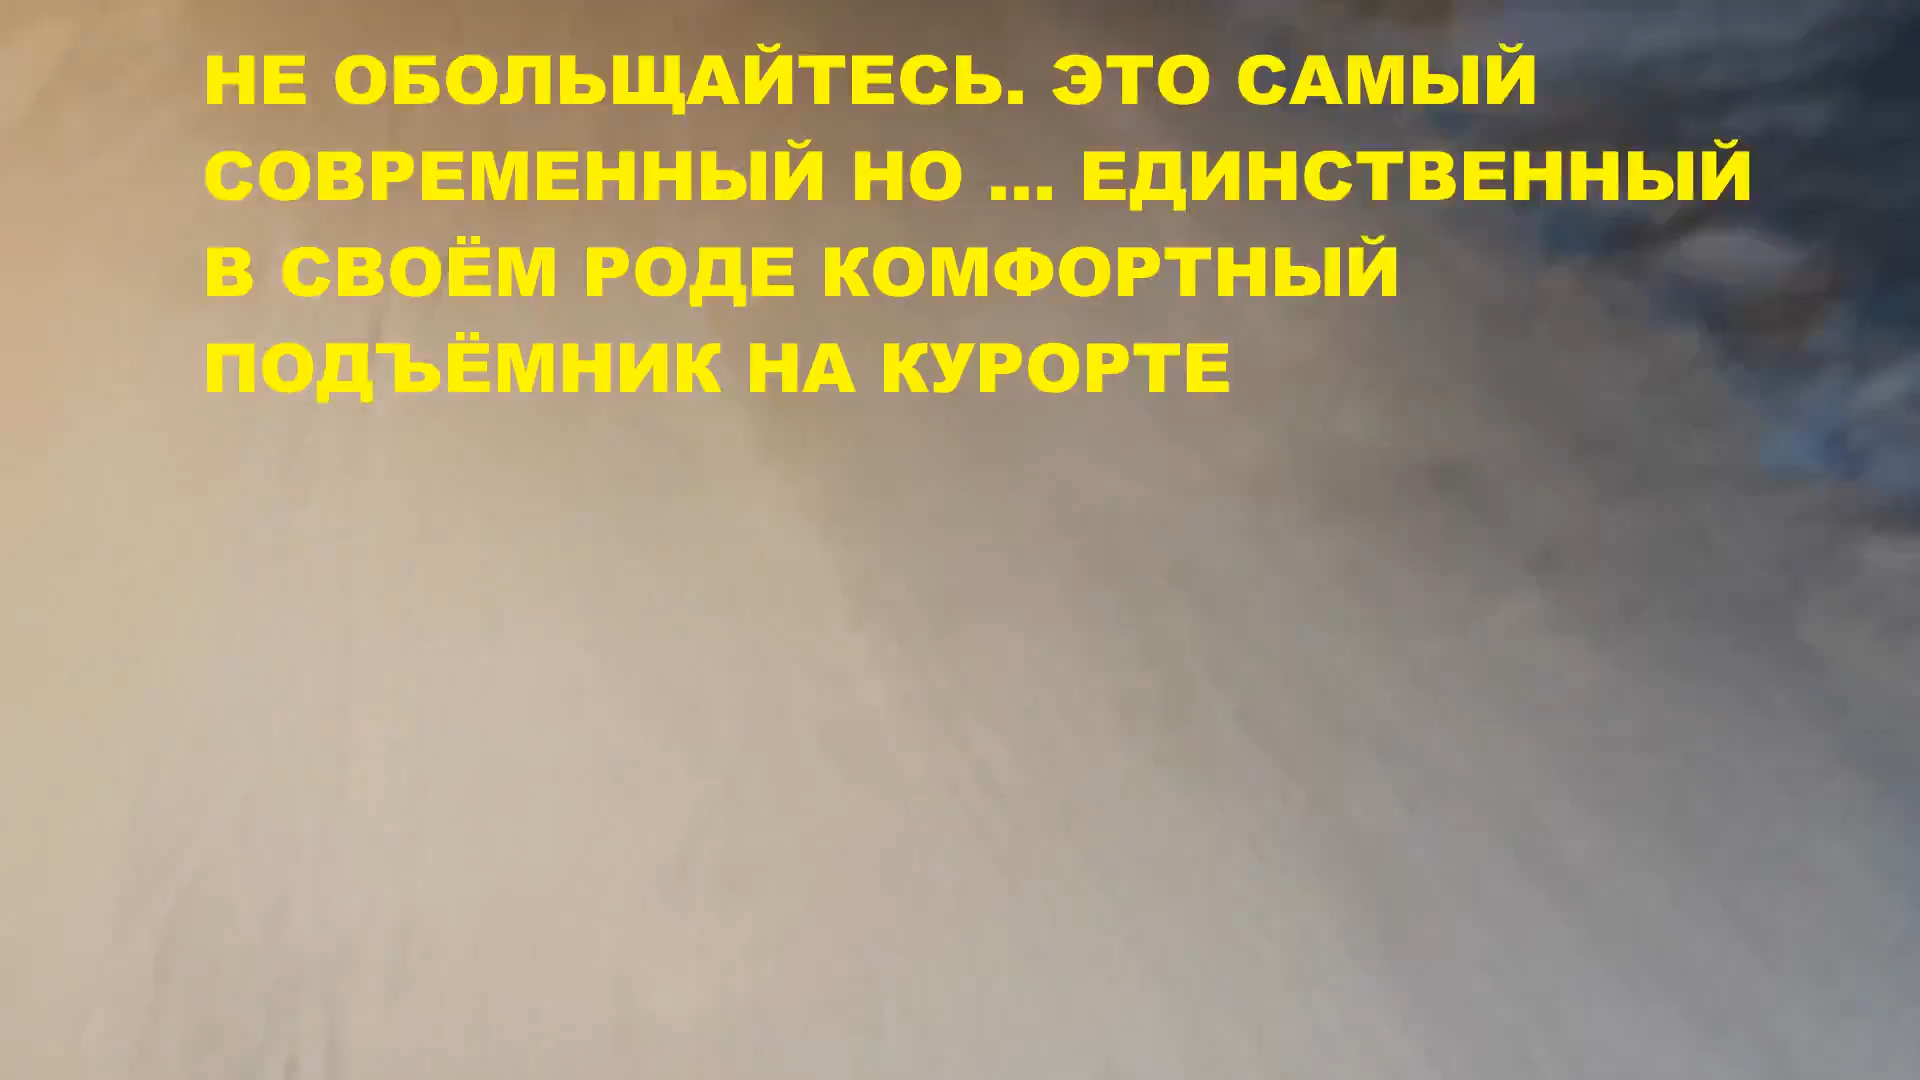 НЕ ОБОЛЬЩАЙТЕСЬ. ЭТО САМЫЙ
СОВРЕМЕННЫЙ НО ... ЕДИНСТВЕННЫЙ
В СВОЁМ РОДЕ КОМФОРТНЫЙ
ПОДЪЁМНИК НА КУРОРТЕ